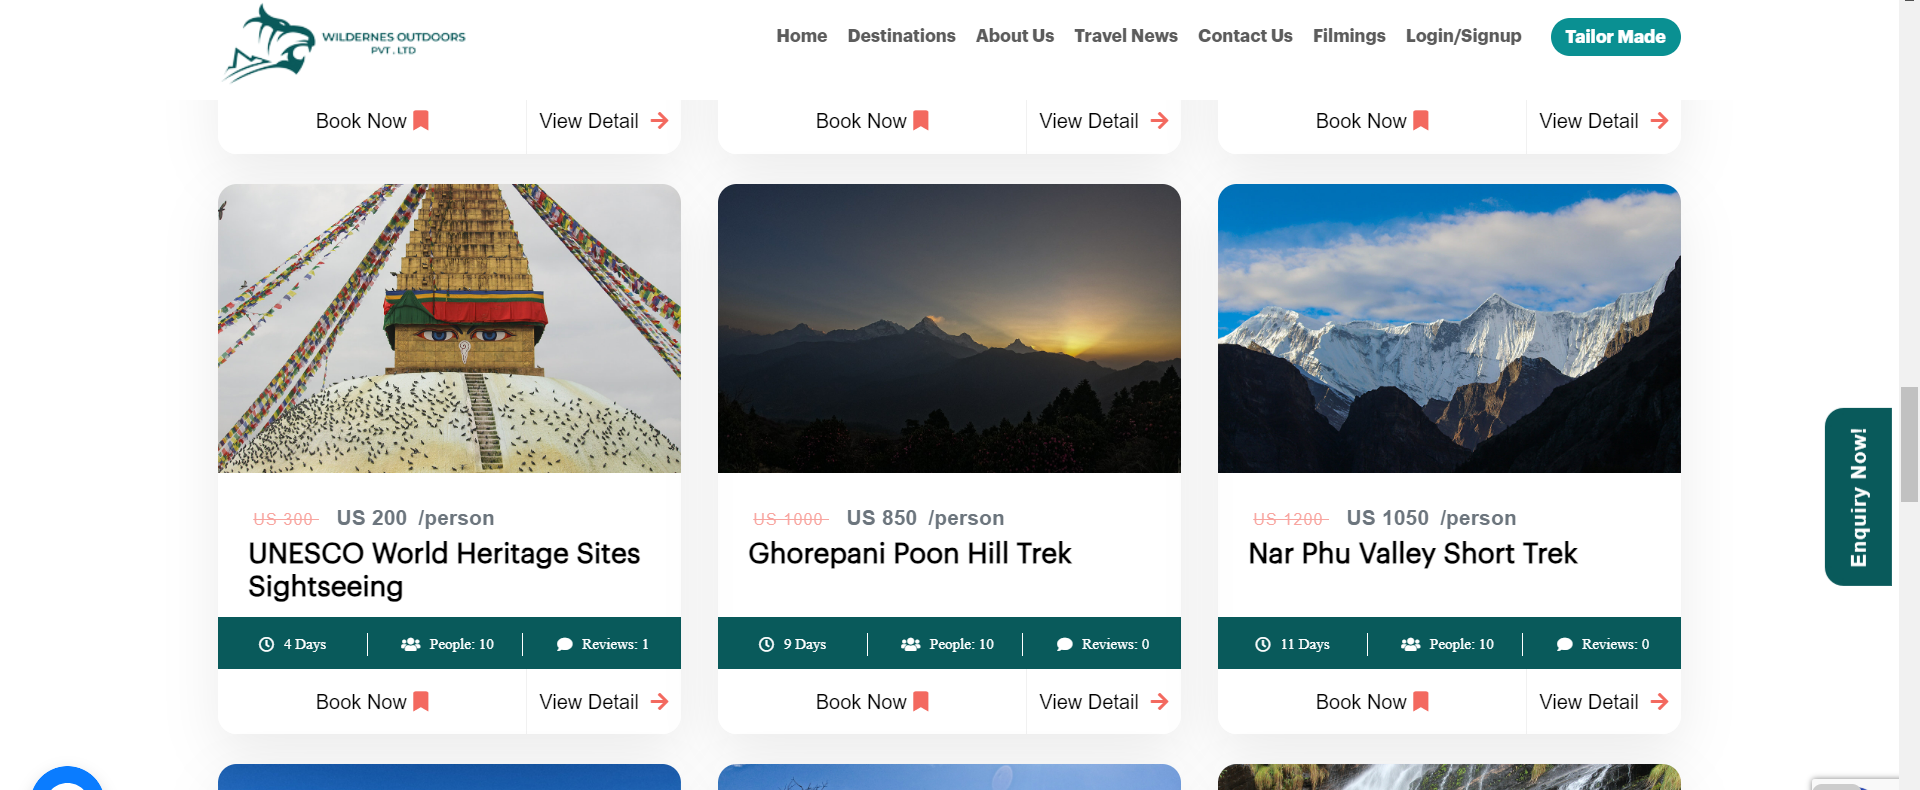 WILDERNES OUTDOORS
PVT . LTD
Home Destinations About Us Travel News Contact Us Filmings Login/Signup Tailor Made
Book Now View Detail Book Now View Detail Book Now View Detail
US 300 US 200 /person
UNESCO World Heritage Sites
Sightseeing
4 Days People: 10 Reviews: 1
Book Now View Detail
US 1000 US 850 /person
Ghorepani Poon Hill Trek
9 Days People: 10 Reviews: 0
Book Now View Detail
US 1200 US 1050 /person
Nar Phu Valley Short Trek
11 Days People: 10 Reviews: 0
Book Now View Detail
Enquiry Now!